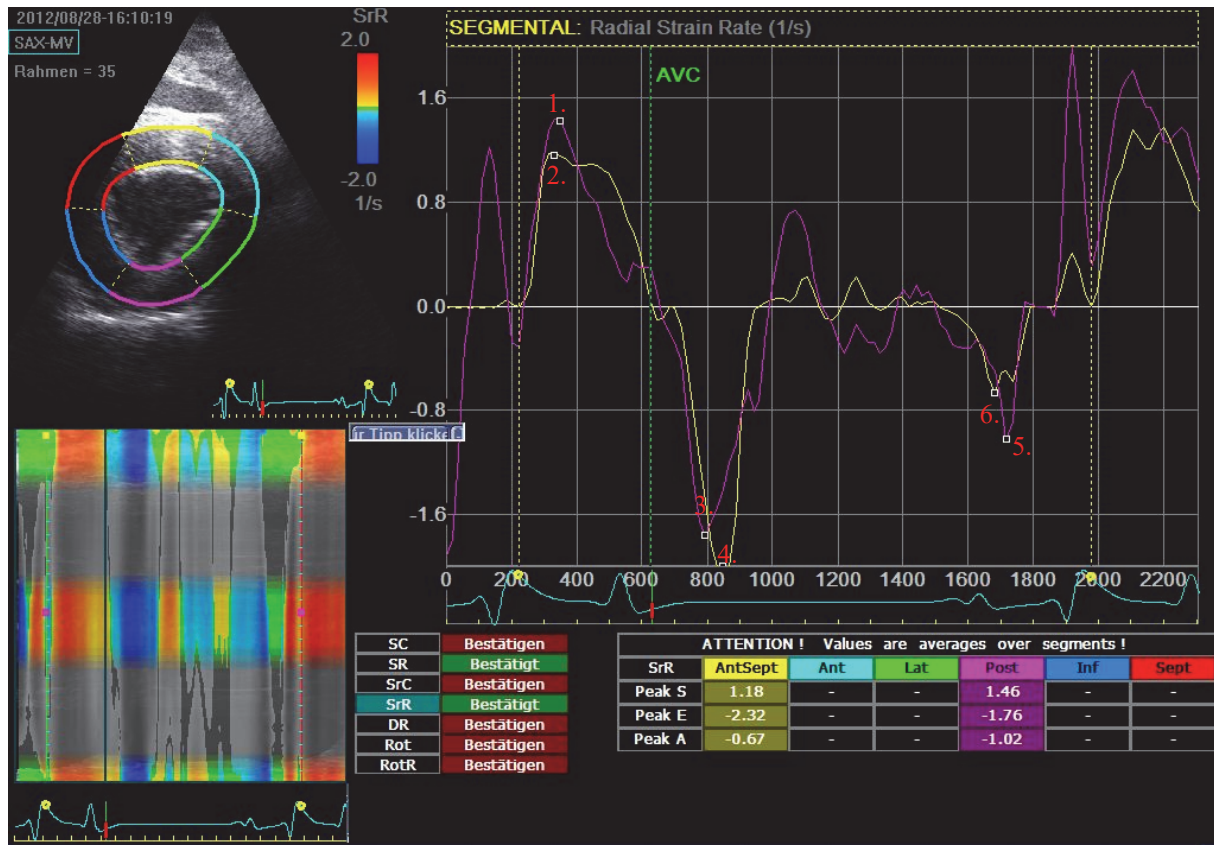 2012/08/28-16:10:19
SAX-MV
Rahmen = 35
SrR
2.0
-2.0
1/s
SEGMENTAL: Radial Strain Rate (1/s)
AVC
1.6
0.8
0.0
-0.8
-1.6
1.
2.
3.
4.
5.
6.
0 200 400 600 800 1000 1200 1400 1600 1800 2000 2200
ür Tipp klicke
SC Bestätigen
SR Bestätigt
SrC Bestätigen
SrR Bestätigt
DR Bestätigen
Rot Bestätigen
RotR Bestätigen
ATTENTION ! Values are averages over segments !
SrR AntSept Ant Lat Post Inf Sept
Peak S 1.18 - - 1.46 - -
Peak E -2.32 - - -1.76 - -
Peak A -0.67 - - -1.02 - -